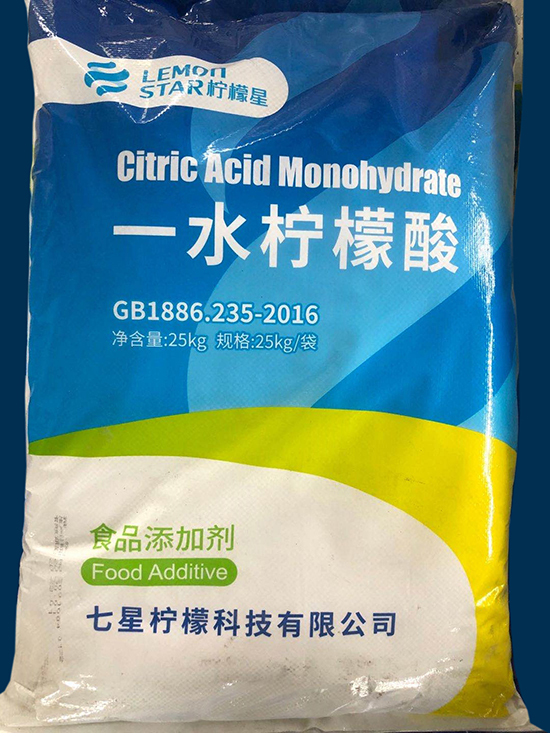 LEMON
STAR柠檬星
Citric Acid Monohydrate
一水柠檬酸
GB1886.235-2016
净含量:25kg 规格:25kg/袋
食品添加剂
Food Additive
七星柠檬科技有限公司